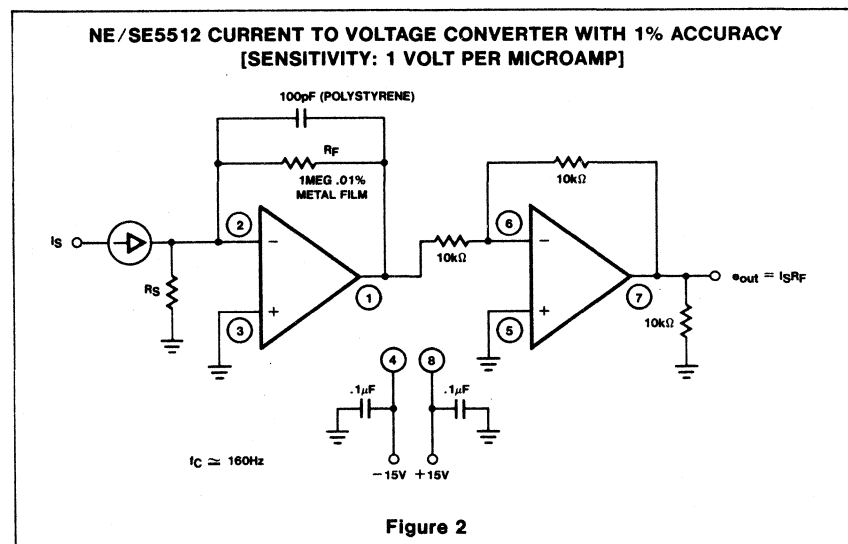 NE/SE5512 CURRENT TO VOLTAGE CONVERTER WITH 1% ACCURACY
[SENSITIVITY: 1 VOLT PER MICROAMP]
100pF (POLYSTYRENE)
RF
1MEG .01%
METAL FILM
10kΩ
IS
2
−
6
−
RS
10kΩ
1
eout = ISRF
7
3
+
5
+
10kΩ
4
8
.1μF
.1μF
fC ≃ 160Hz
−15V
+15V
Figure 2